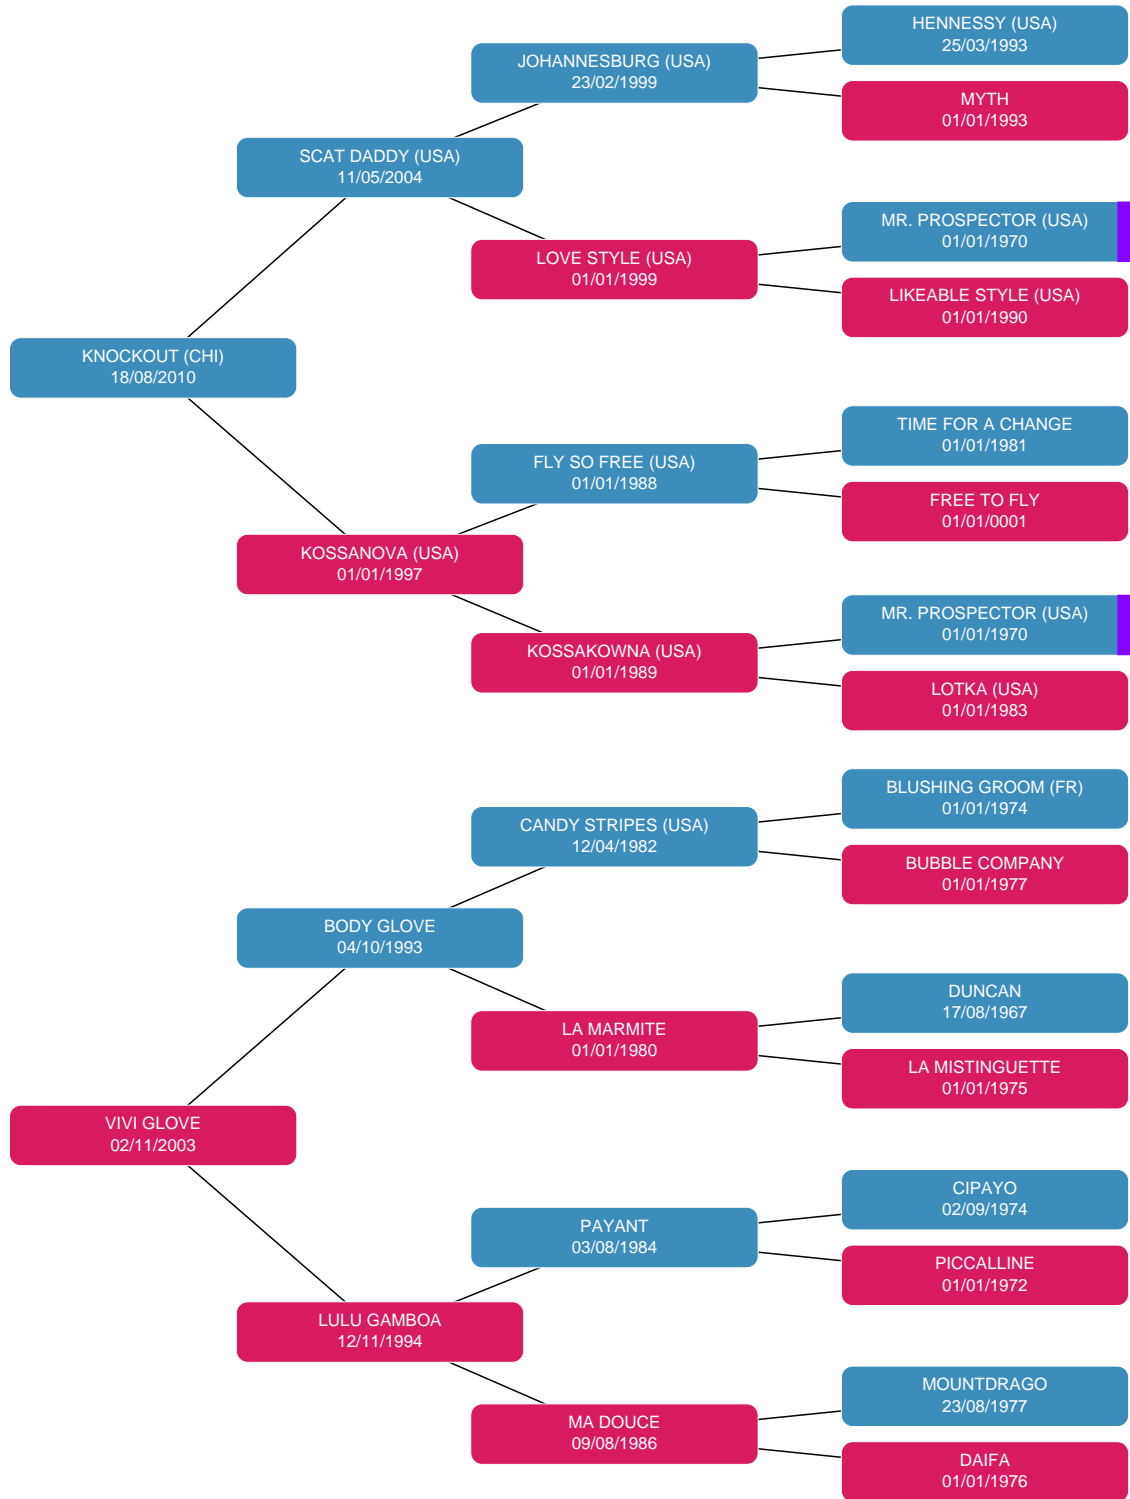 HENNESSY (USA)
25/03/1993
JOHANNESBURG (USA)
23/02/1999
MYTH
01/01/1993
SCAT DADDY (USA)
11/05/2004
MR. PROSPECTOR (USA)
01/01/1970
LOVE STYLE (USA)
01/01/1999
LIKEABLE STYLE (USA)
01/01/1990
KNOCKOUT (CHI)
18/08/2010
TIME FOR A CHANGE
01/01/1981
FLY SO FREE (USA)
01/01/1988
FREE TO FLY
01/01/0001
KOSSANOVA (USA)
01/01/1997
MR. PROSPECTOR (USA)
01/01/1970
KOSSAKOWNA (USA)
01/01/1989
LOTKA (USA)
01/01/1983
BLUSHING GROOM (FR)
01/01/1974
CANDY STRIPES (USA)
12/04/1982
BUBBLE COMPANY
01/01/1977
BODY GLOVE
04/10/1993
DUNCAN
17/08/1967
LA MARMITE
01/01/1980
LA MISTINGUETTE
01/01/1975
VIVI GLOVE
02/11/2003
CIPAYO
02/09/1974
PAYANT
03/08/1984
PICCALLINE
01/01/1972
LULU GAMBOA
12/11/1994
MOUNTDRAGO
23/08/1977
MA DOUCE
09/08/1986
DAIFA
01/01/1976